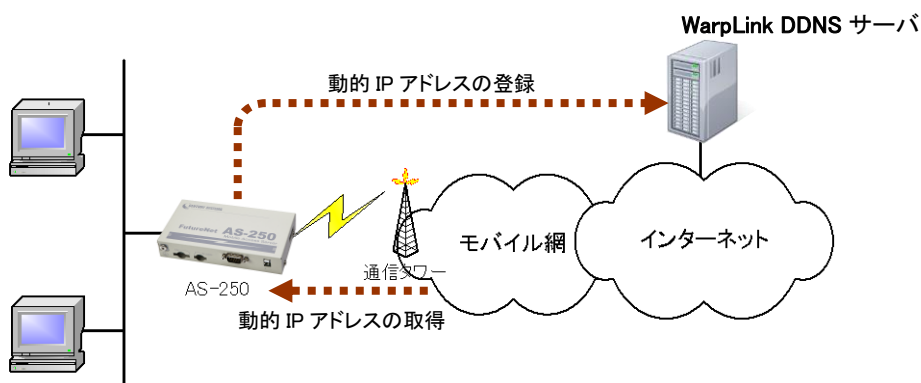 WarpLink DDNS サーバ
動的 IP アドレスの登録
FutureNet AS-250
モバイル網
インターネット
通信タワー
AS-250
動的 IP アドレスの取得